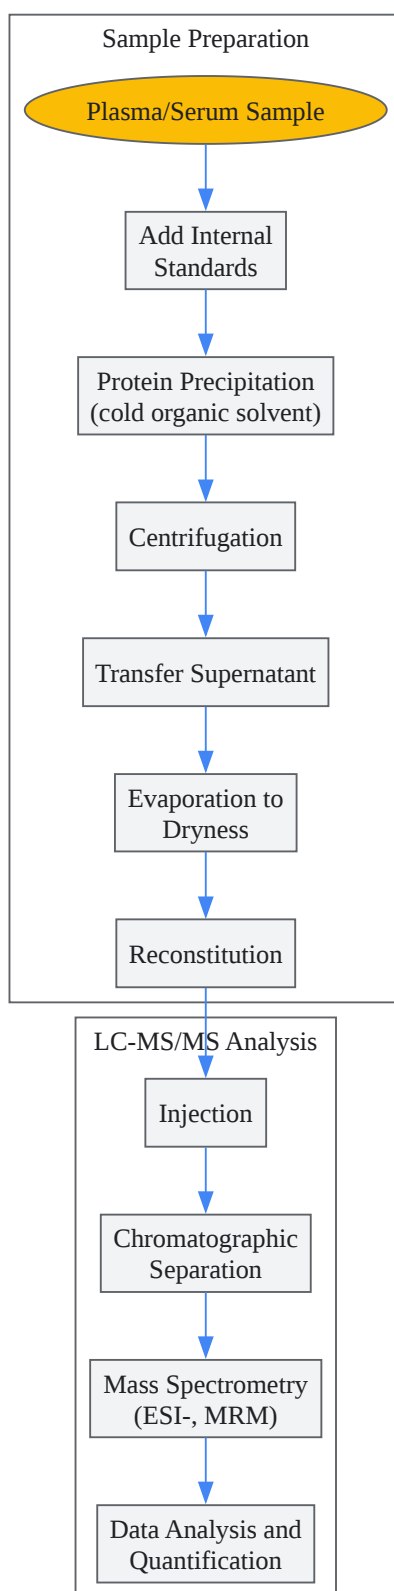 Sample Preparation
Plasma/Serum Sample
Add Internal
Standards
Protein Precipitation
(cold organic solvent)
Centrifugation
Transfer Supernatant
Evaporation to
Dryness
Reconstitution
LC-MS/MS Analysis
Injection
Chromatographic
Separation
Mass Spectrometry
(ESI-, MRM)
Data Analysis and
Quantification